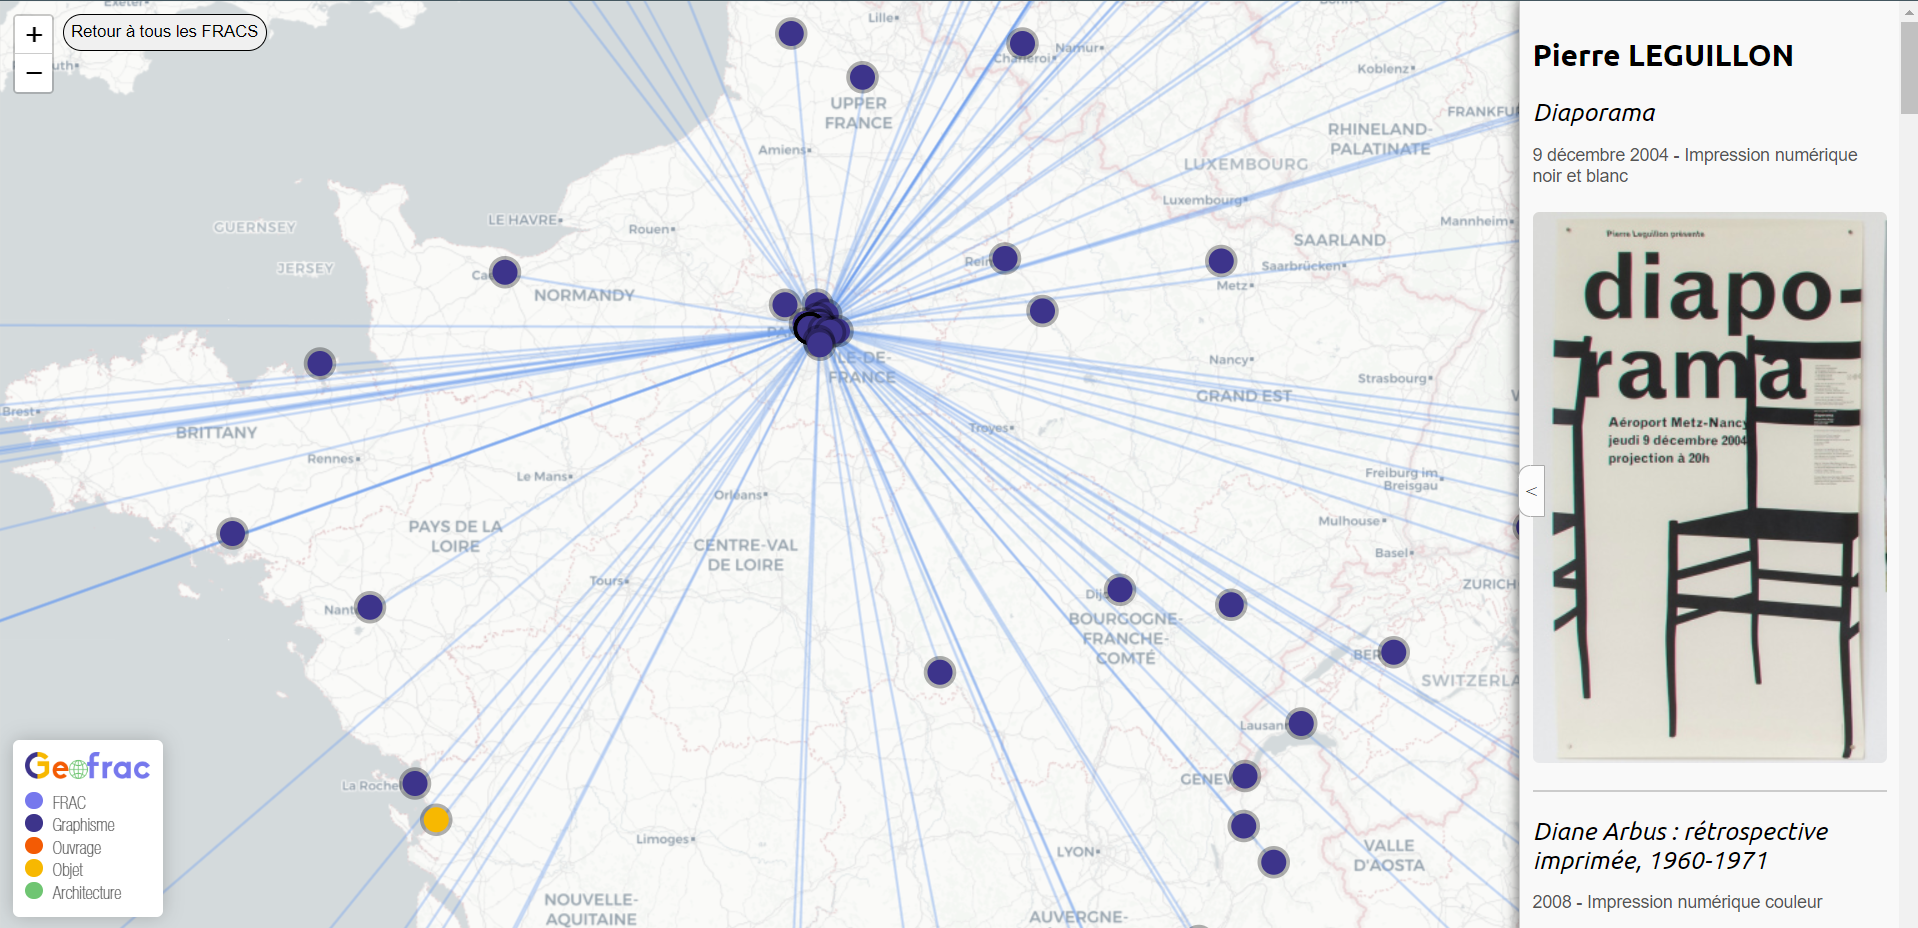 Exeter
Retour à tous les FRACS
+
−
Lille
Namur
Charleroi
Koblenz
UPPER
FRANCE
FRANKFU
RHINELAND-
PALATINATE
Amiens
LUXEMBOURG
Luxembourg
LE HAVRE
Rouen
Mannheim
GUERNSEY
JERSEY
SAARLAND
Saarbrücken
Metz
NORMANDY
ÎLE-DE-
FRANCE
Nancy
Strasbourg
GRAND EST
Brest
BRITTANY
Troyes
Rennes
Le Mans
Orléans
Freiburg im
Breisgau
PAYS DE LA
LOIRE
Mulhouse
CENTRE-VAL
DE LOIRE
Basel
Tours
ZURICH
Nant
Dij
BOURGOGNE-
FRANCHE-
COMTÉ
BER
SWITZERLA
Lausan
GENEV
La Roche
Limoges
LYON
VALLE
D'AOSTA
NOUVELLE-
AQUITAINE
AUVERGNE-
Geofrac
FRAC
Graphisme
Ouvrage
Objet
Architecture
<
Pierre LEGUILLON
Diaporama
9 décembre 2004 - Impression numérique
noir et blanc
Pierre Leguillon présente
diapo-
rama
Aéroport Metz-Nancy
jeudi 9 décembre 2004
projection à 20h
Diane Arbus : rétrospective
imprimée, 1960-1971
2008 - Impression numérique couleur